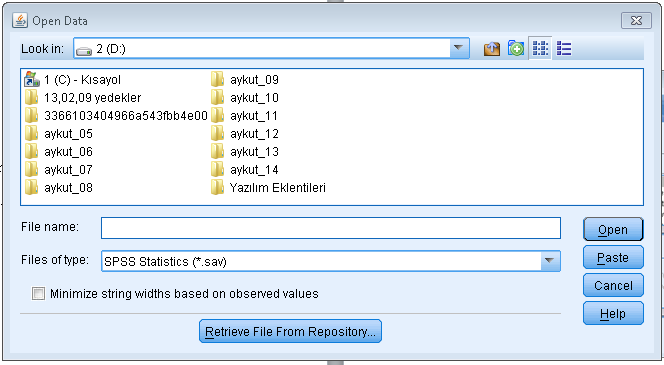 Open Data
Look in: 2 (D:)
1 (C) - Kısayol
13,02,09 yedekler
3366103404966a543fbb4e00
aykut_05
aykut_06
aykut_07
aykut_08
aykut_09
aykut_10
aykut_11
aykut_12
aykut_13
aykut_14
Yazılım Eklentileri
File name:
Open
Files of type: SPSS Statistics (*.sav)
Paste
Minimize string widths based on observed values
Cancel
Help
Retrieve File From Repository...